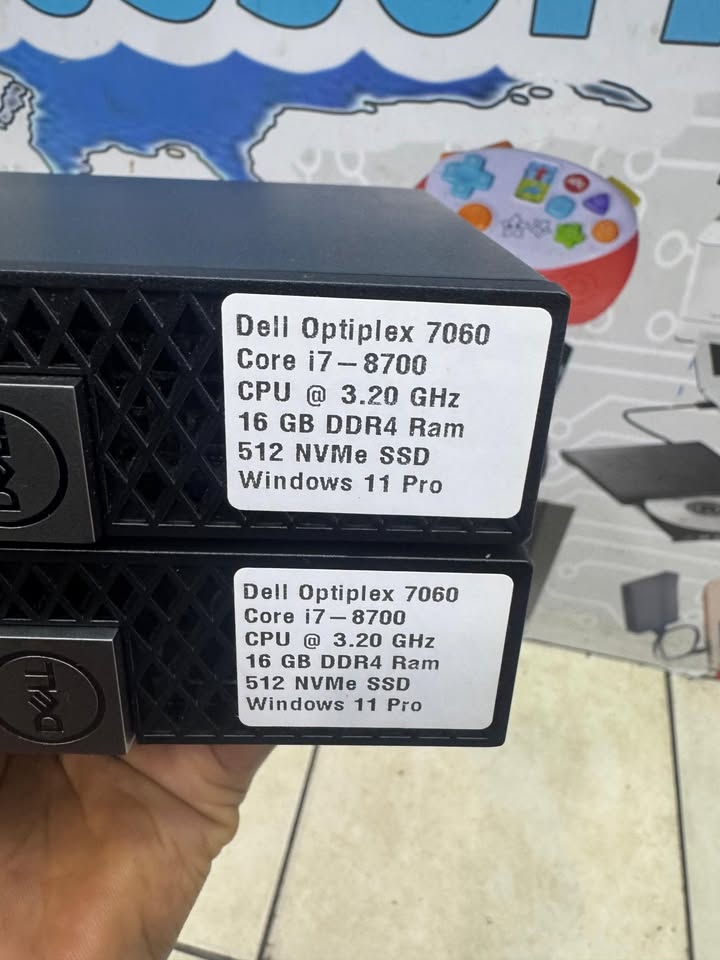 Dell Optiplex 7060
Core i7–8700
CPU @ 3.20 GHz
16 GB DDR4 Ram
512 NVMe SSD
Windows 11 Pro
DELL
Dell Optiplex 7060
Core i7–8700
CPU @ 3.20 GHz
16 GB DDR4 Ram
512 NVMe SSD
Windows 11 Pro
DELL